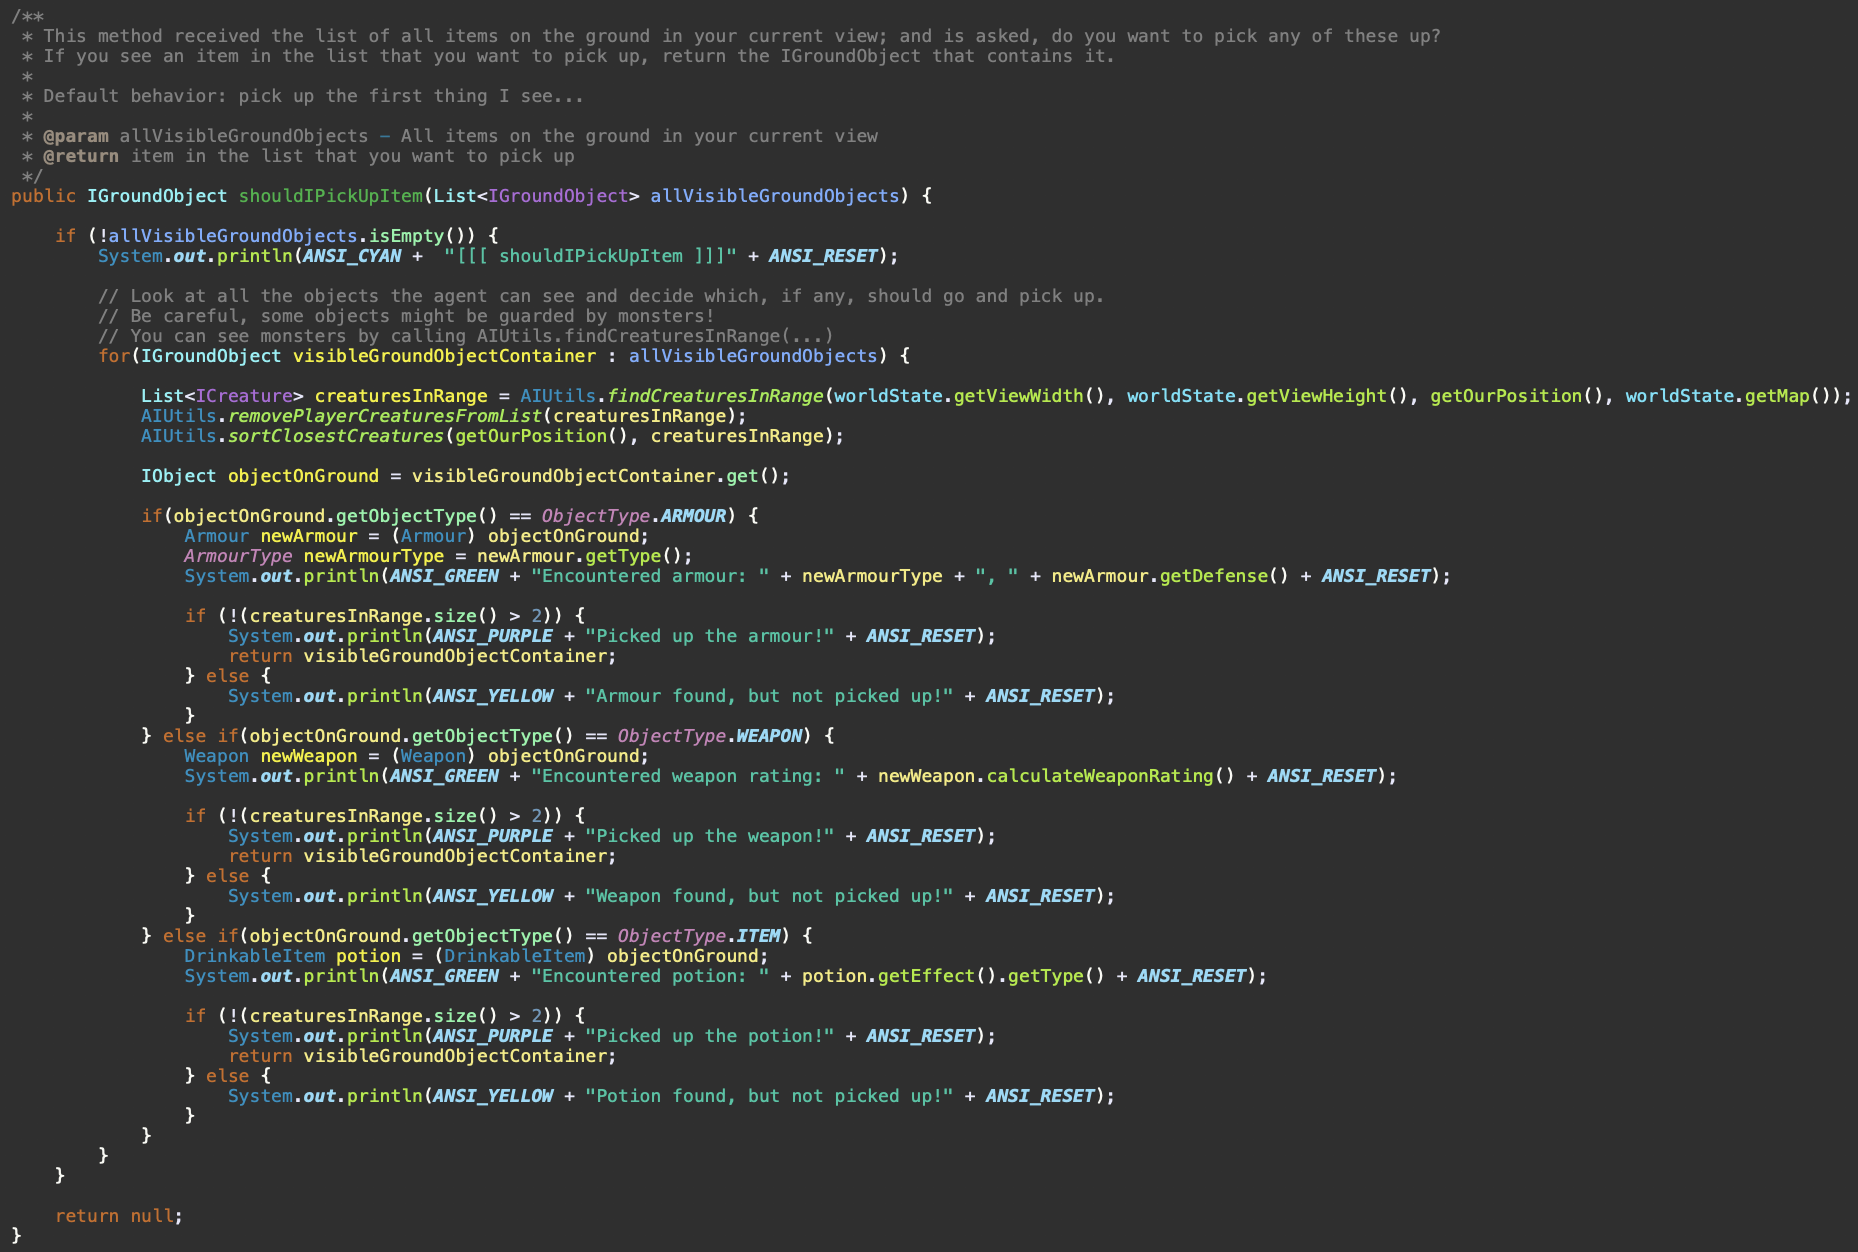 /**
 * This method received the list of all items on the ground in your current view; and is asked, do you want to pick any of these up?
 * If you see an item in the list that you want to pick up, return the IGroundObject that contains it.
 *
 * Default behavior: pick up the first thing I see...
 *
 * @param allVisibleGroundObjects – All items on the ground in your current view
 * @return item in the list that you want to pick up
 */
public IGroundObject shouldIPickUpItem(List<IGroundObject> allVisibleGroundObjects) {

    if (!allVisibleGroundObjects.isEmpty()) {
        System.out.println(ANSI_CYAN +  "[[[ shouldIPickUpItem ]]]" + ANSI_RESET);

        // Look at all the objects the agent can see and decide which, if any, should go and pick up.
        // Be careful, some objects might be guarded by monsters!
        // You can see monsters by calling AIUtils.findCreaturesInRange(...)
        for(IGroundObject visibleGroundObjectContainer : allVisibleGroundObjects) {

            List<ICreature> creaturesInRange = AIUtils.findCreaturesInRange(worldState.getViewWidth(), worldState.getViewHeight(), getOurPosition(), worldState.getMap());
            AIUtils.removePlayerCreaturesFromList(creaturesInRange);
            AIUtils.sortClosestCreatures(getOurPosition(), creaturesInRange);

            IObject objectOnGround = visibleGroundObjectContainer.get();

            if(objectOnGround.getObjectType() == ObjectType.ARMOUR) {
                Armour newArmour = (Armour) objectOnGround;
                ArmourType newArmourType = newArmour.getType();
                System.out.println(ANSI_GREEN + "Encountered armour: " + newArmourType + ", " + newArmour.getDefense() + ANSI_RESET);

                if (!(creaturesInRange.size() > 2)) {
                    System.out.println(ANSI_PURPLE + "Picked up the armour!" + ANSI_RESET);
                    return visibleGroundObjectContainer;
                } else {
                    System.out.println(ANSI_YELLOW + "Armour found, but not picked up!" + ANSI_RESET);
                }
            } else if(objectOnGround.getObjectType() == ObjectType.WEAPON) {
                Weapon newWeapon = (Weapon) objectOnGround;
                System.out.println(ANSI_GREEN + "Encountered weapon rating: " + newWeapon.calculateWeaponRating() + ANSI_RESET);

                if (!(creaturesInRange.size() > 2)) {
                    System.out.println(ANSI_PURPLE + "Picked up the weapon!" + ANSI_RESET);
                    return visibleGroundObjectContainer;
                } else {
                    System.out.println(ANSI_YELLOW + "Weapon found, but not picked up!" + ANSI_RESET);
                }
            } else if(objectOnGround.getObjectType() == ObjectType.ITEM) {
                DrinkableItem potion = (DrinkableItem) objectOnGround;
                System.out.println(ANSI_GREEN + "Encountered potion: " + potion.getEffect().getType() + ANSI_RESET);

                if (!(creaturesInRange.size() > 2)) {
                    System.out.println(ANSI_PURPLE + "Picked up the potion!" + ANSI_RESET);
                    return visibleGroundObjectContainer;
                } else {
                    System.out.println(ANSI_YELLOW + "Potion found, but not picked up!" + ANSI_RESET);
                }
            }
        }
    }

    return null;
}